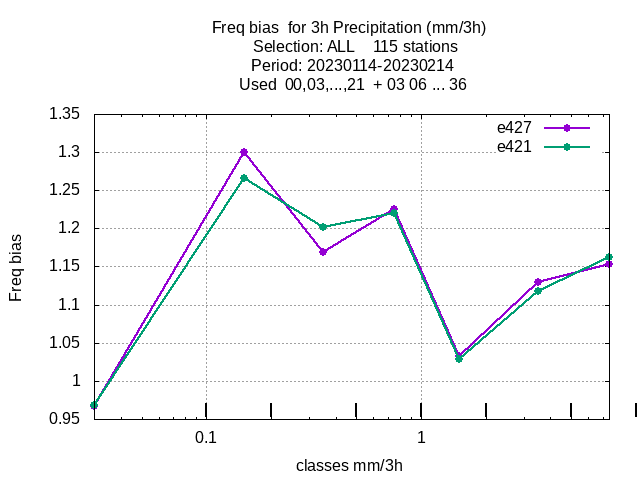 Freq bias  for 3h Precipitation (mm/3h)
Selection: ALL    115 stations
Period: 20230114-20230214
Used  00,03,...,21  + 03 06 ... 36
e427
e421
1.35
1.3
1.25
1.2
1.15
1.1
1.05
1
0.95
Freq bias
0.1
1
classes mm/3h